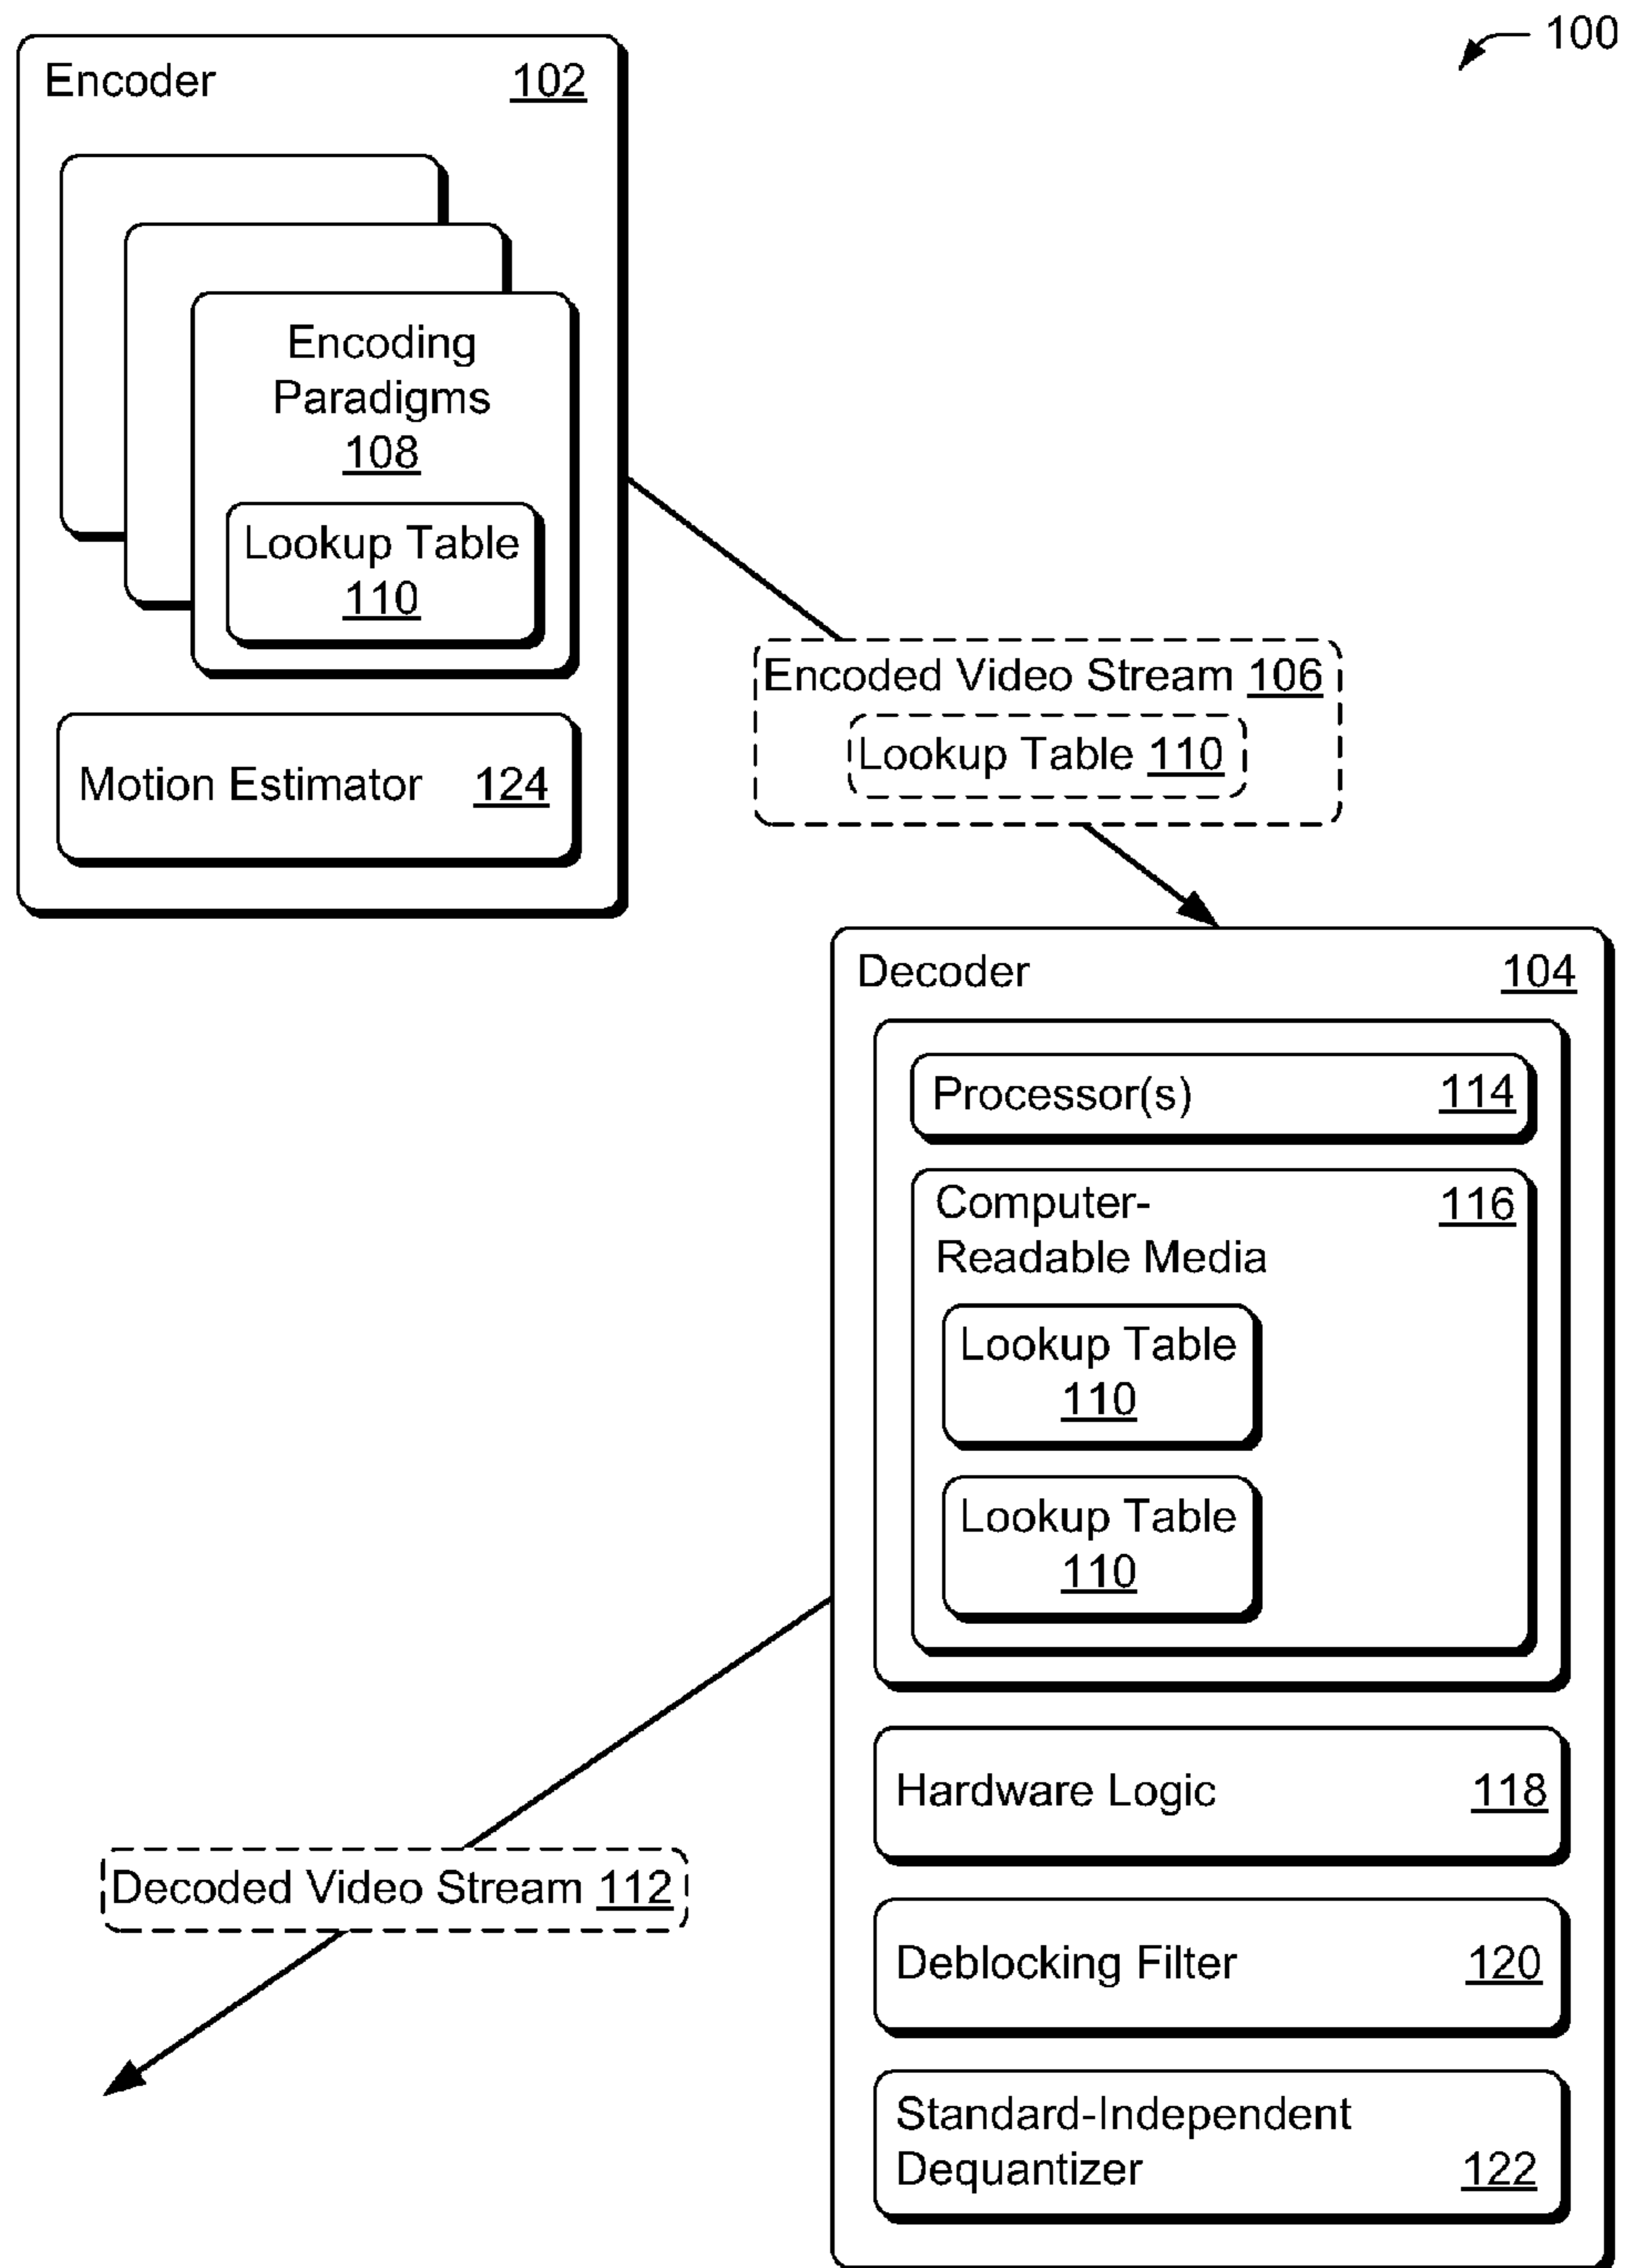 100
Encoder 102
Encoding
Paradigms
108
Lookup Table
110
Motion Estimator 124
Encoded Video Stream 106
Lookup Table 110
Decoder 104
Processor(s) 114
Computer- 116
Readable Media
Lookup Table
110
Lookup Table
110
Hardware Logic 118
Decoded Video Stream 112
Deblocking Filter 120
Standard-Independent
Dequantizer 122